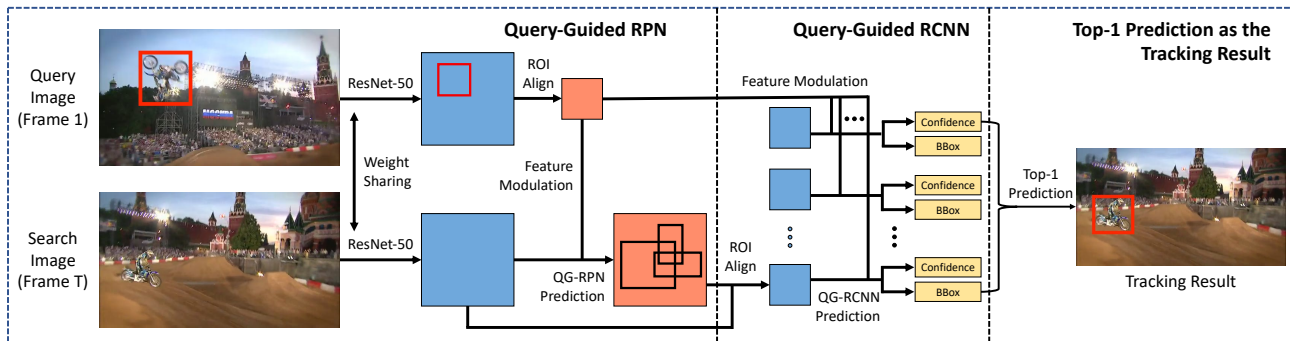 Query-Guided RPN
Query-Guided RCNN
Top-1 Prediction as the
Tracking Result
Query
Image
(Frame 1)
ResNet-50
ROI
Align
Feature Modulation
Confidence
BBox
Weight
Sharing
Feature
Modulation
Confidence
BBox
Top-1
Prediction
Search
Image
(Frame T)
ResNet-50
QG-RPN
Prediction
ROI
Align
QG-RCNN
Prediction
Confidence
BBox
Tracking Result